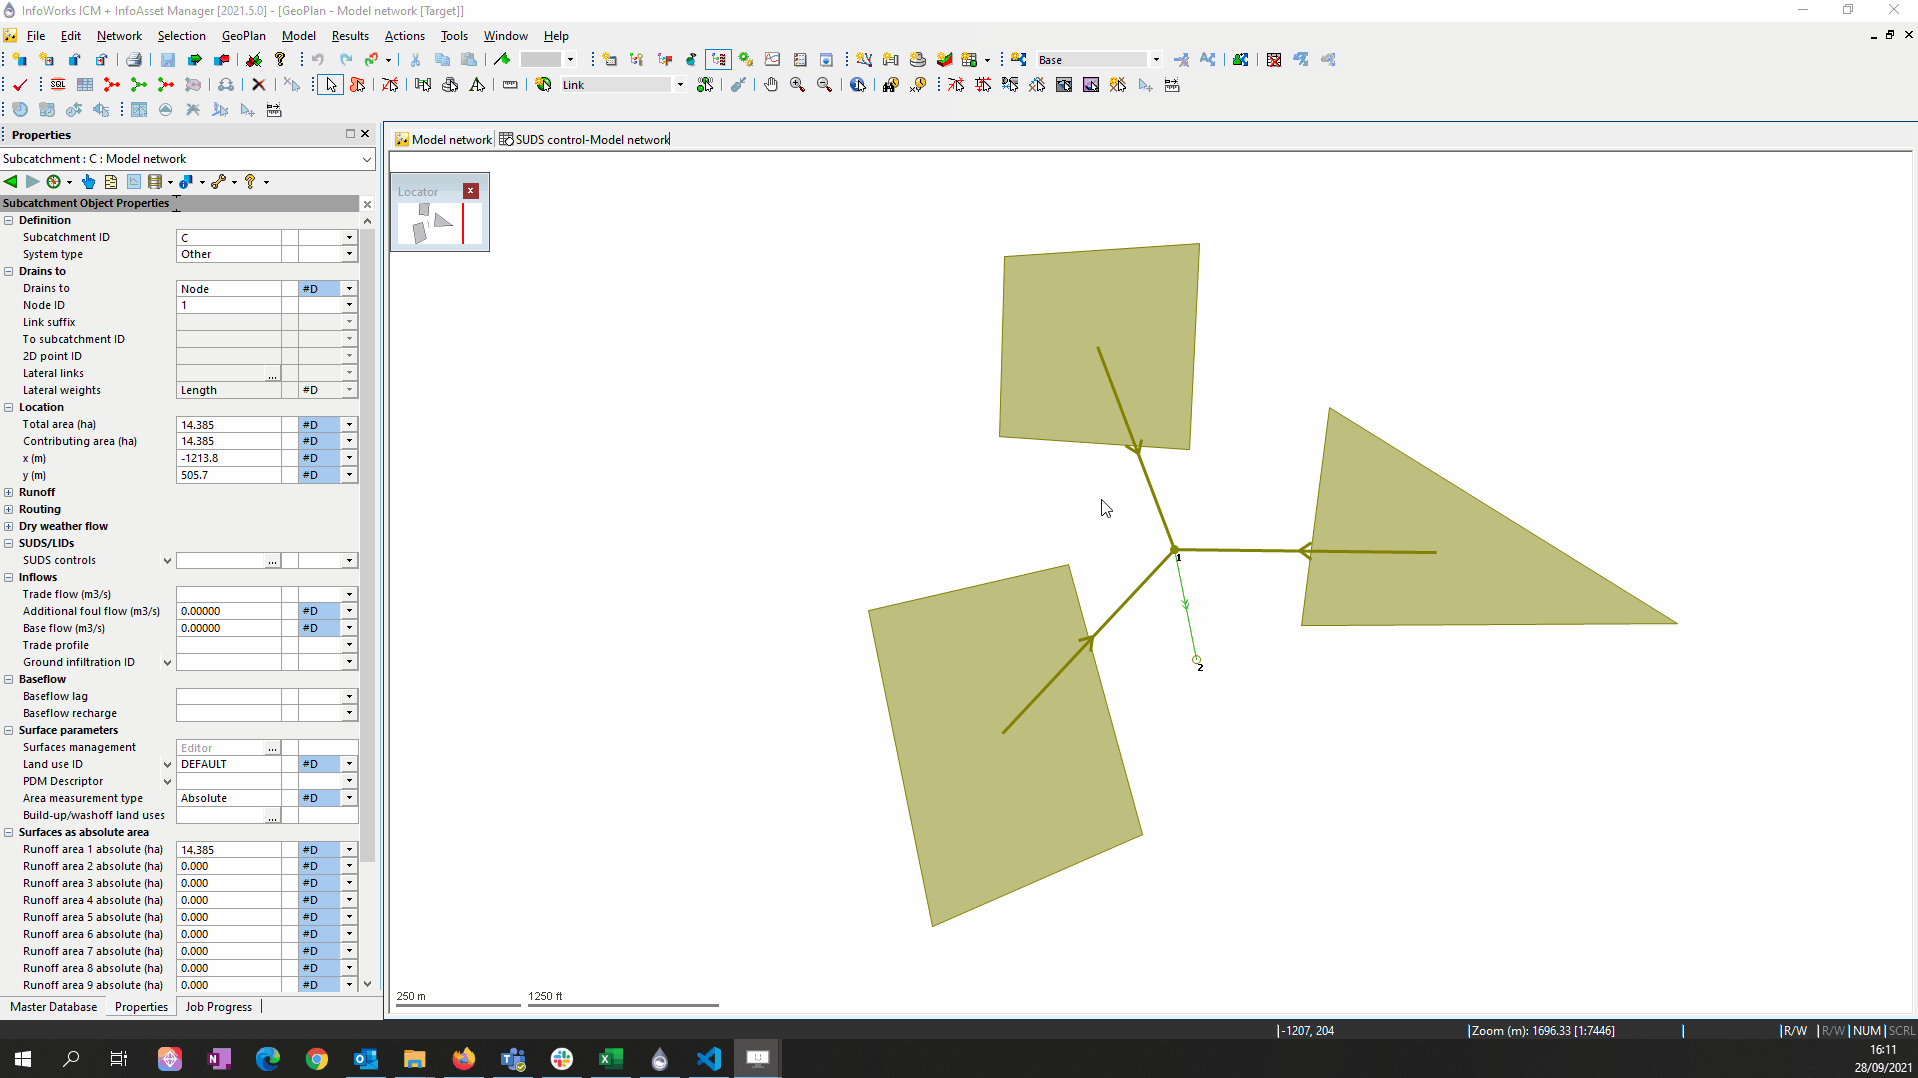 InfoWorks ICM + InfoAsset Manager [2021.5.0] - [GeoPlan - Model network [Target]]
File Edit Network Selection GeoPlan Model Results Actions Tools Window Help
Base
SQL Link
Properties
Subcatchment : C : Model network
Subcatchment Object Properties
Definition
Subcatchment ID C
System type Other
Drains to
Drains to Node #D
Node ID 1
Link suffix
To subcatchment ID
2D point ID
Lateral links ...
Lateral weights Length #D
Location
Total area (ha) 14.385 #D
Contributing area (ha) 14.385 #D
x (m) -1213.8 #D
y (m) 505.7 #D
Runoff
Routing
Dry weather flow
SUDS/LIDs
SUDS controls ...
Inflows
Trade flow (m3/s)
Additional foul flow (m3/s) 0.00000 #D
Base flow (m3/s) 0.00000 #D
Trade profile
Ground infiltration ID
Baseflow
Baseflow lag
Baseflow recharge
Surface parameters
Surfaces management Editor ...
Land use ID DEFAULT #D
PDM Descriptor
Area measurement type Absolute #D
Build-up/washoff land uses ...
Surfaces as absolute area
Runoff area 1 absolute (ha) 14.385 #D
Runoff area 2 absolute (ha) 0.000 #D
Runoff area 3 absolute (ha) 0.000 #D
Runoff area 4 absolute (ha) 0.000 #D
Runoff area 5 absolute (ha) 0.000 #D
Runoff area 6 absolute (ha) 0.000 #D
Runoff area 7 absolute (ha) 0.000 #D
Runoff area 8 absolute (ha) 0.000 #D
Runoff area 9 absolute (ha) 0.000 #D
Master Database Properties Job Progress
Model network SUDS control-Model network
Locator
1
2
250 m 1250 ft
-1207, 204 Zoom (m): 1696.33 [1:7446] R/W R/W NUM SCRL
16:11
28/09/2021